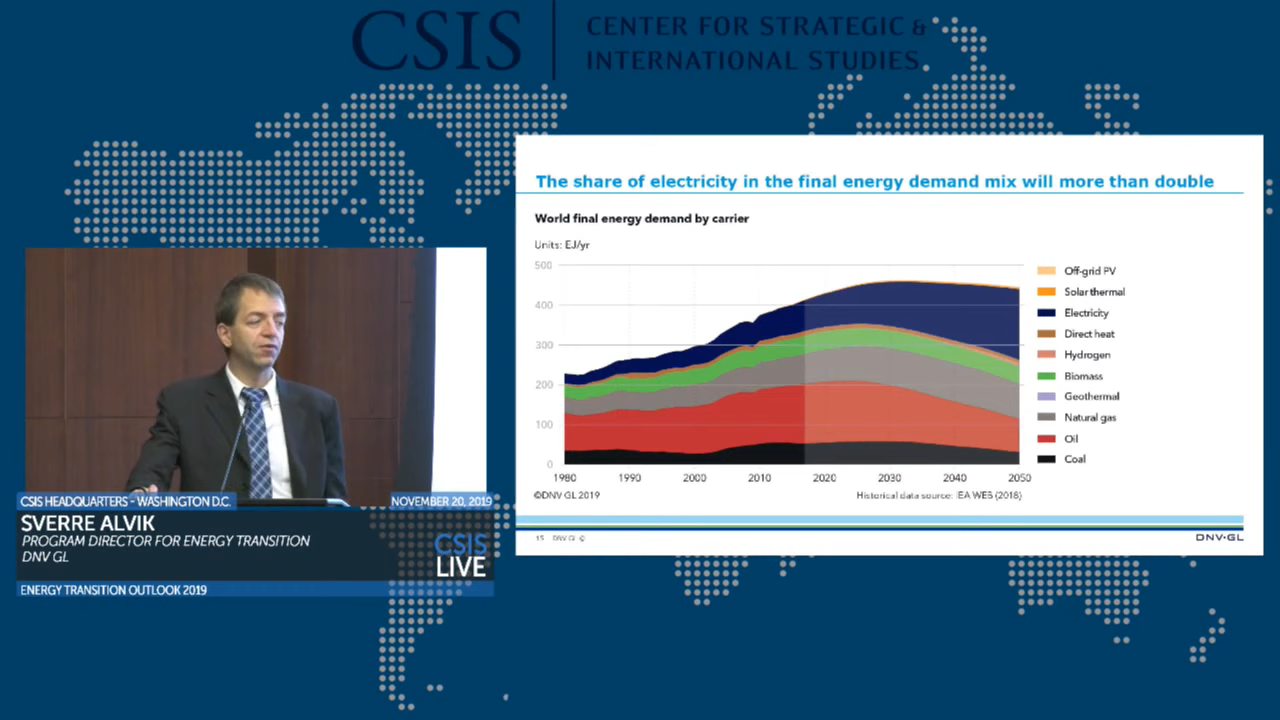 CSIS
CENTER FOR STRATEGIC &
INTERNATIONAL STUDIES
The share of electricity in the final energy demand mix will more than double
World final energy demand by carrier
Units: EJ/yr
500
400
300
200
100
0
1980 1990 2000 2010 2020 2030 2040 2050
Off-grid PV
Solar thermal
Electricity
Direct heat
Hydrogen
Biomass
Geothermal
Natural gas
Oil
Coal
©DNV GL 2019
Historical data source: IEA WEB (2018)
15 DNV GL ©
DNV·GL
CSIS HEADQUARTERS - WASHINGTON D.C.
NOVEMBER 20, 2019
SVERRE ALVIK
PROGRAM DIRECTOR FOR ENERGY TRANSITION
DNV GL
CSIS
LIVE
ENERGY TRANSITION OUTLOOK 2019